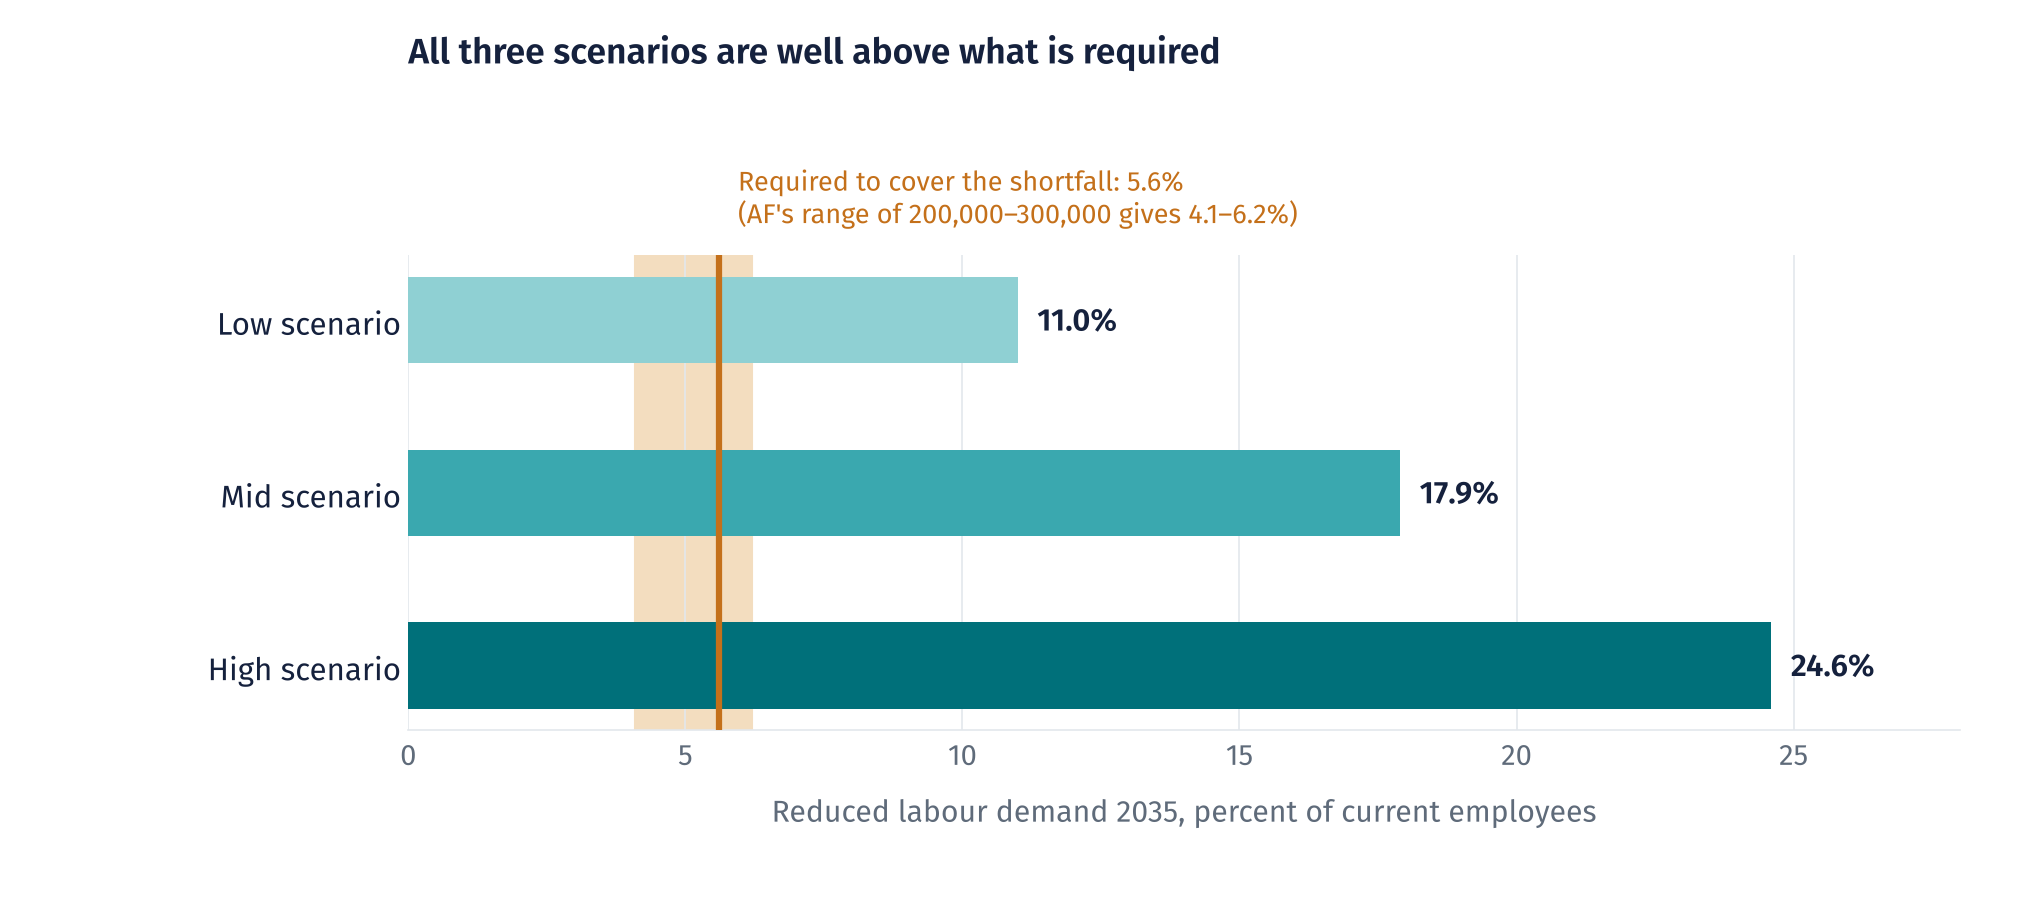 All three scenarios are well above what is required
Required to cover the shortfall: 5.6%
(AF's range of 200,000–300,000 gives 4.1–6.2%)
Low scenario
11.0%
Mid scenario
17.9%
High scenario
24.6%
0 5 10 15 20 25
Reduced labour demand 2035, percent of current employees